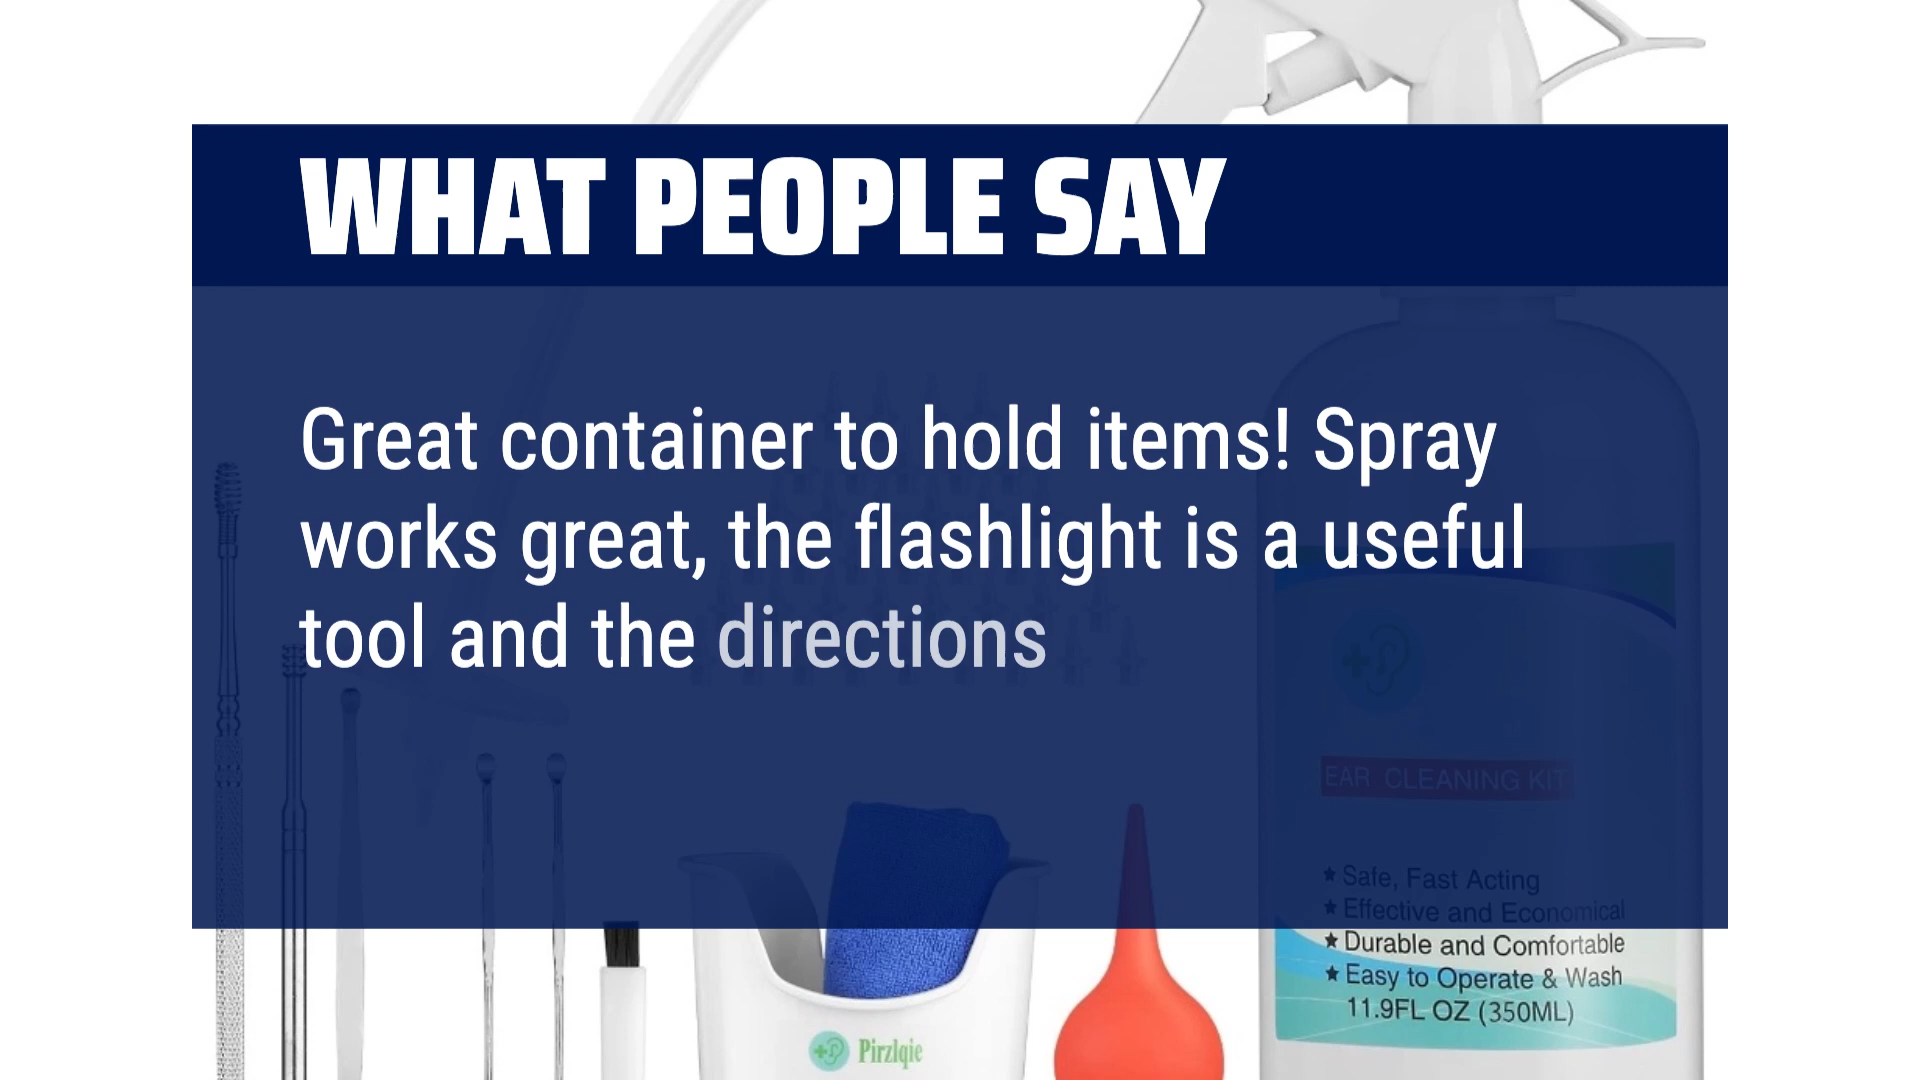 WHAT PEOPLE SAY
Great container to hold items! Spray
works great, the flashlight is a useful
tool and the directions
EAR CLEANING KIT
★ Safe, Fast Acting
★ Effective and Economical
★ Durable and Comfortable
★ Easy to Operate & Wash
11.9FL OZ (350ML)
Pirzlqie